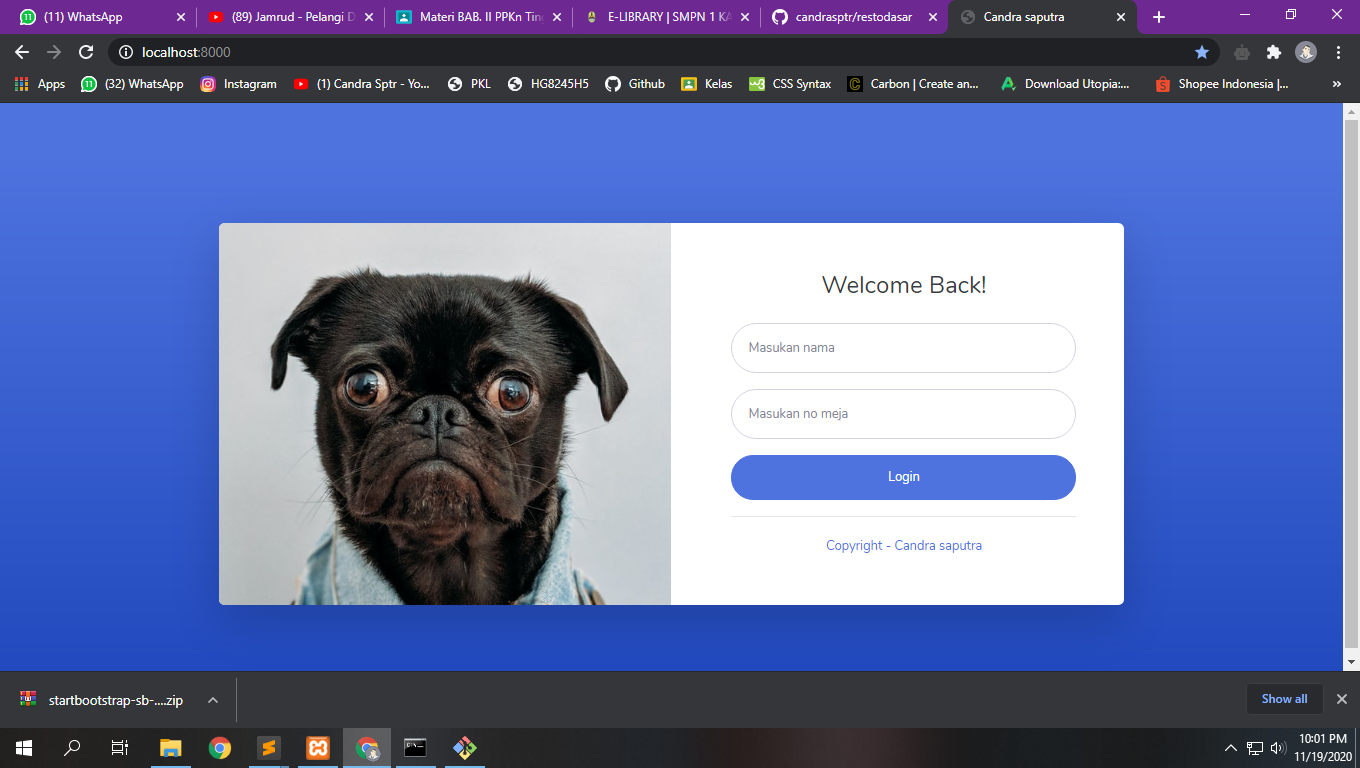 (11) WhatsApp
(89) Jamrud - Pelangi D
Materi BAB. II PPKn Ting
E-LIBRARY | SMPN 1 KA
candrasptr/restodasar
Candra saputra
localhost:8000
Apps
(32) WhatsApp
Instagram
(1) Candra Sptr - Yo...
PKL
HG8245H5
Github
Kelas
CSS Syntax
Carbon | Create an...
Download Utopia:...
Shopee Indonesia |...
»
Welcome Back!
Masukan nama
Masukan no meja
Login
Copyright - Candra saputra
startbootstrap-sb-....zip
Show all
10:01 PM
11/19/2020